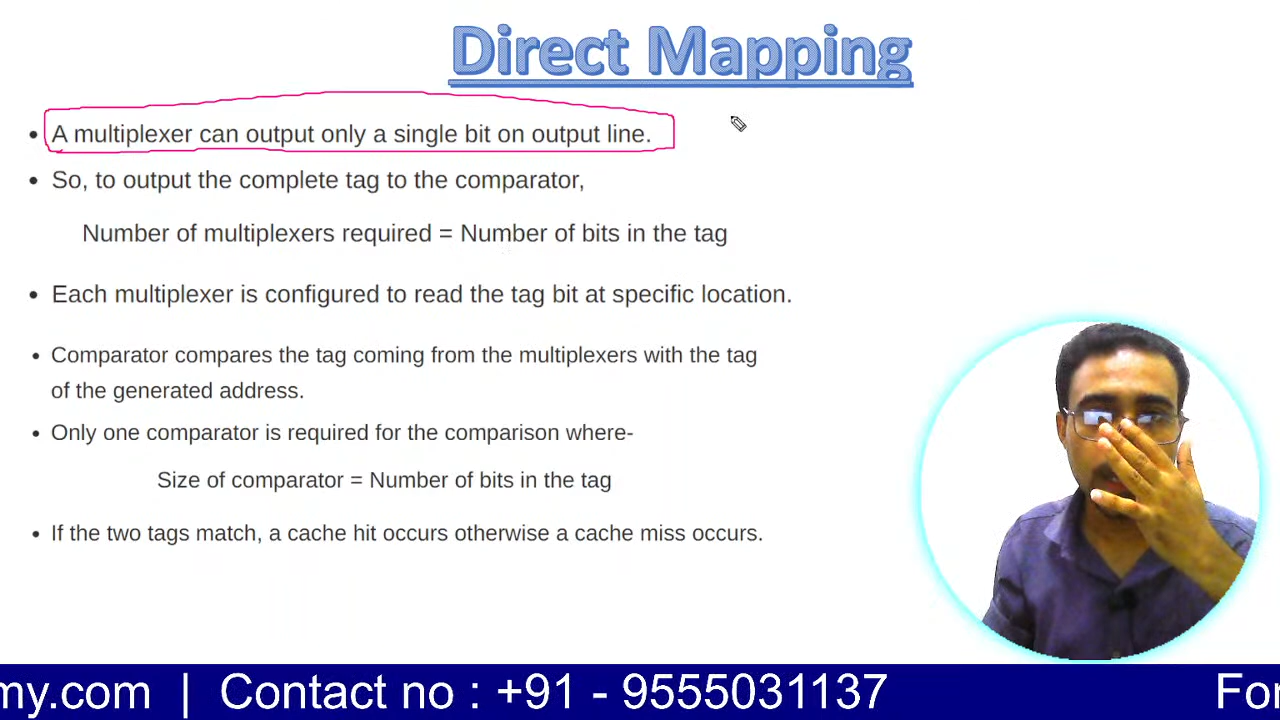 Direct Mapping
• A multiplexer can output only a single bit on output line.
• So, to output the complete tag to the comparator,
Number of multiplexers required = Number of bits in the tag
• Each multiplexer is configured to read the tag bit at specific location.
• Comparator compares the tag coming from the multiplexers with the tag
of the generated address.
• Only one comparator is required for the comparison where-
Size of comparator = Number of bits in the tag
• If the two tags match, a cache hit occurs otherwise a cache miss occurs.
my.com | Contact no : +91 - 9555031137 For